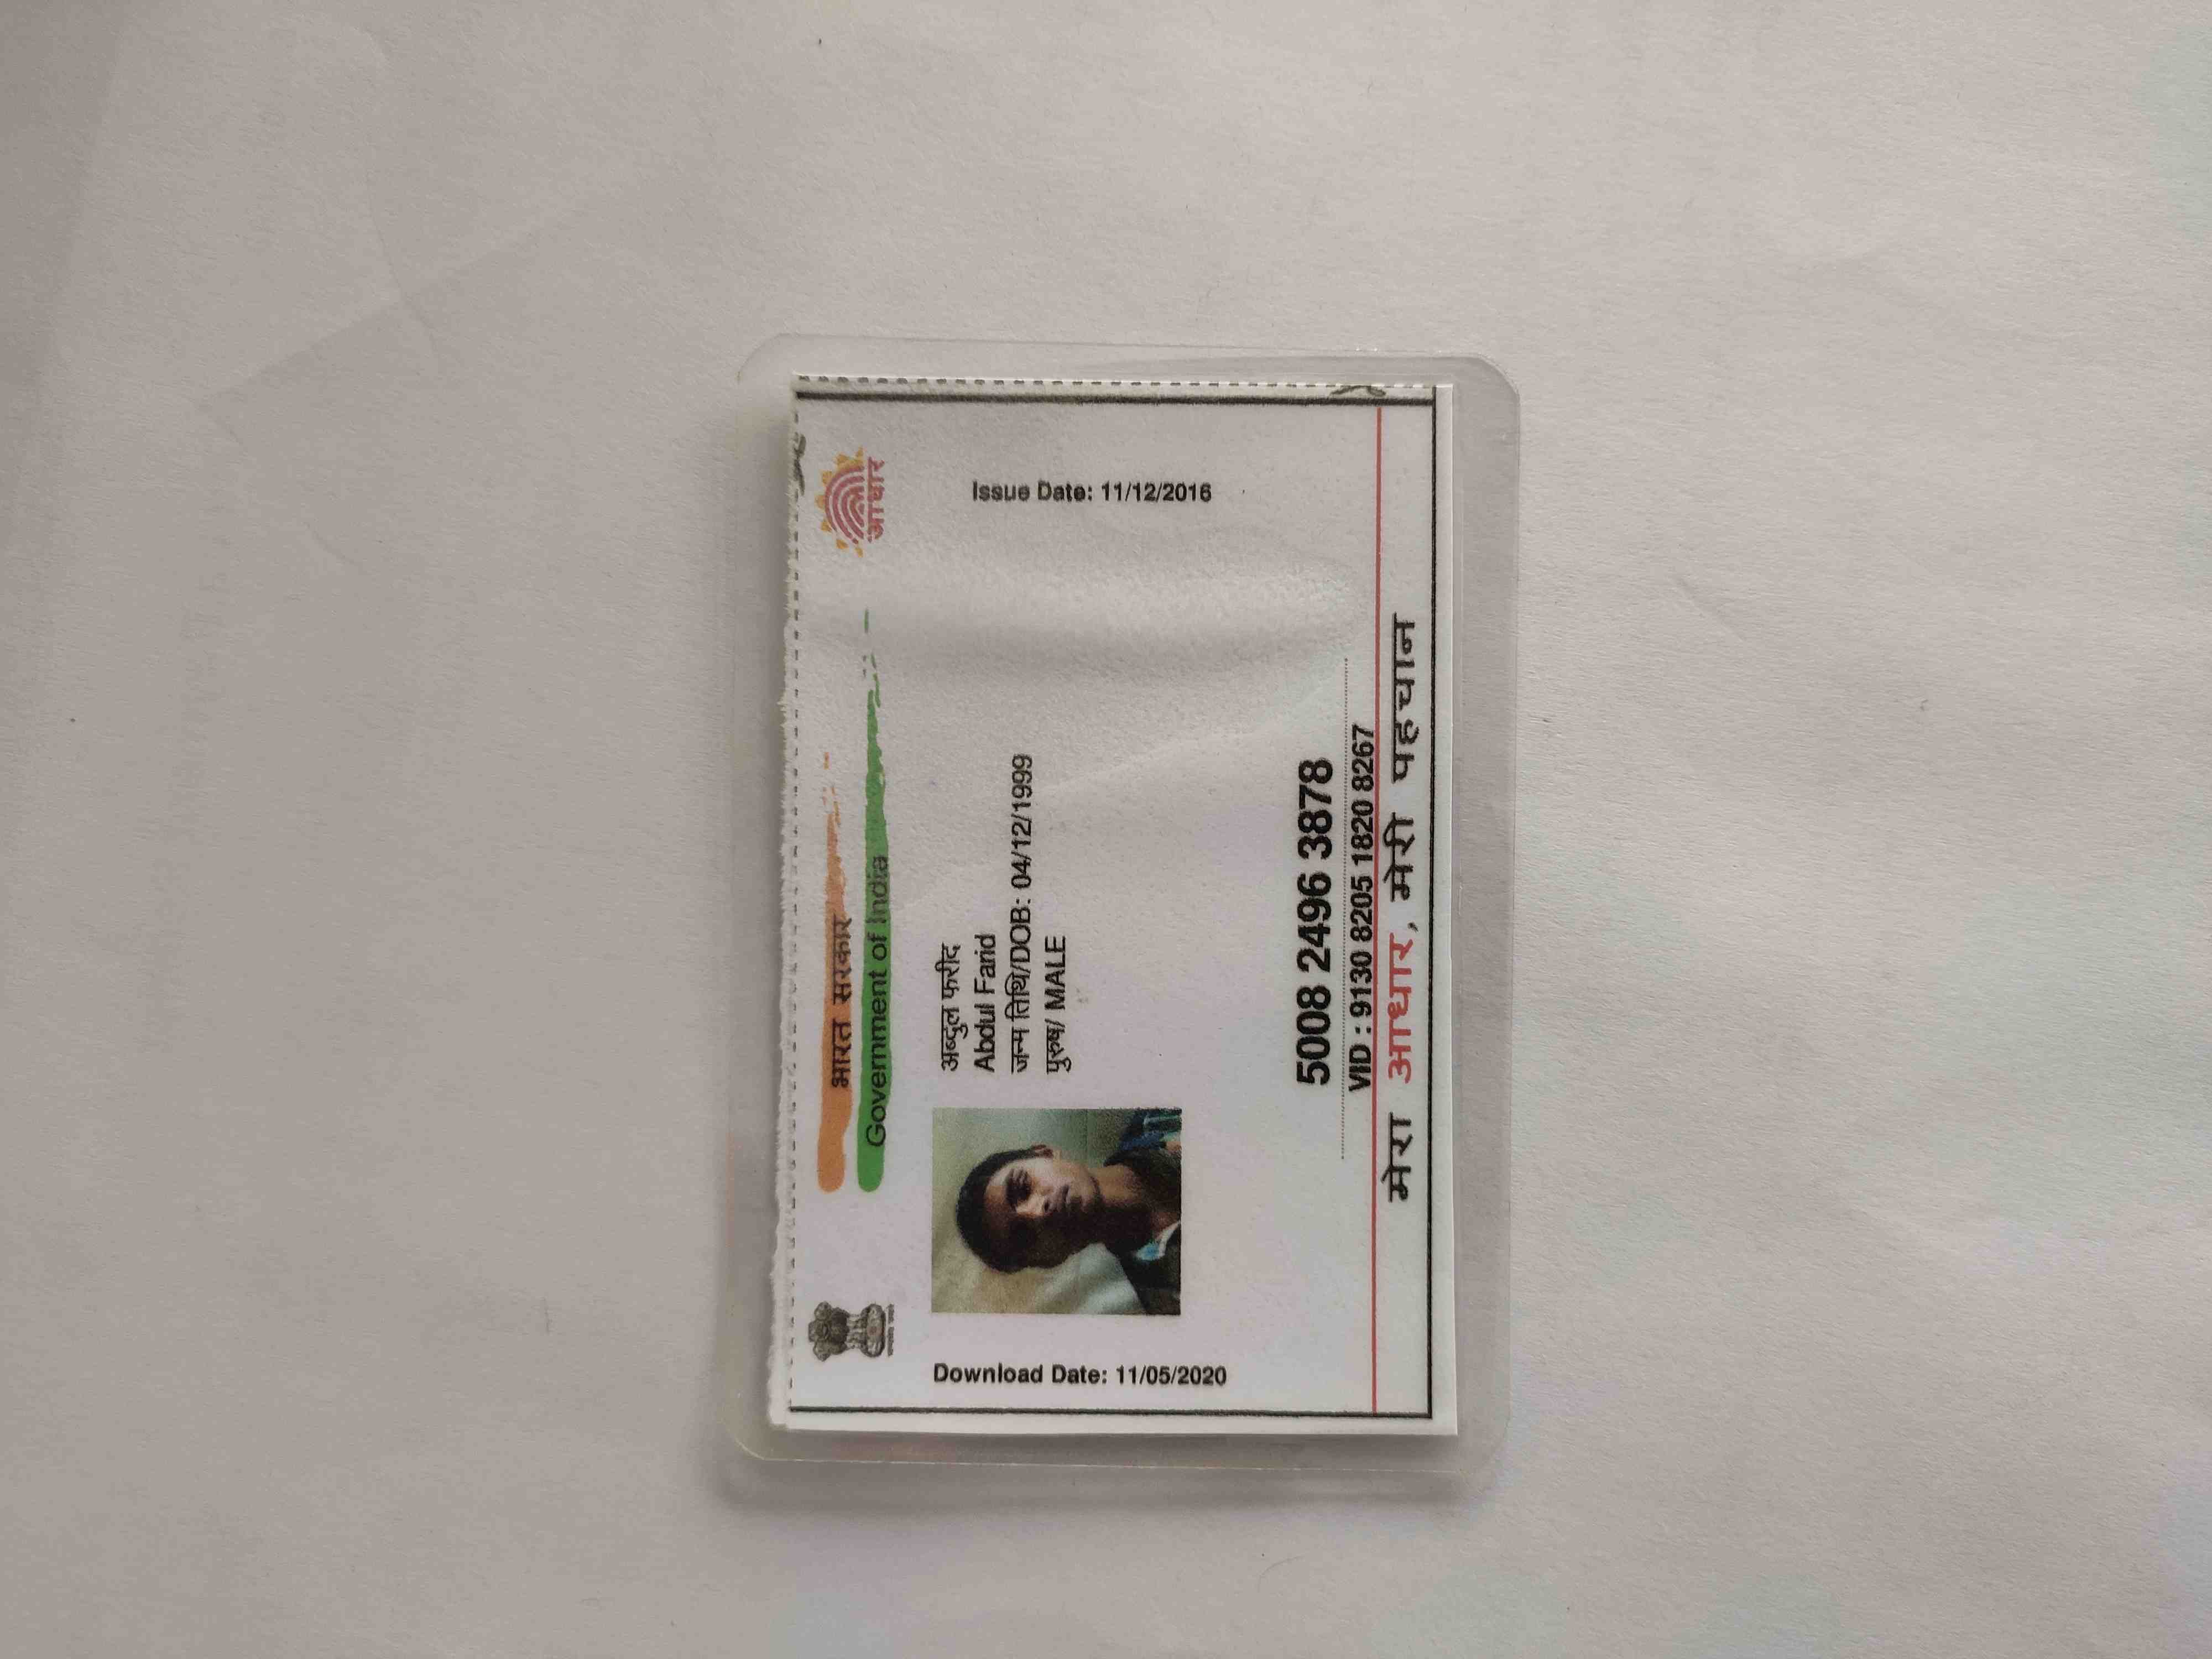 भारत सरकार
Government of India
आधार
Download Date: 11/05/2020
अब्दुल फरीद
Abdul Farid
जन्म तिथि/DOB: 04/12/1999
पुरुष/ MALE
Issue Date: 11/12/2016
5008 2496 3878
VID : 9130 8205 1820 8267
मेरा आधार, मेरी पहचान